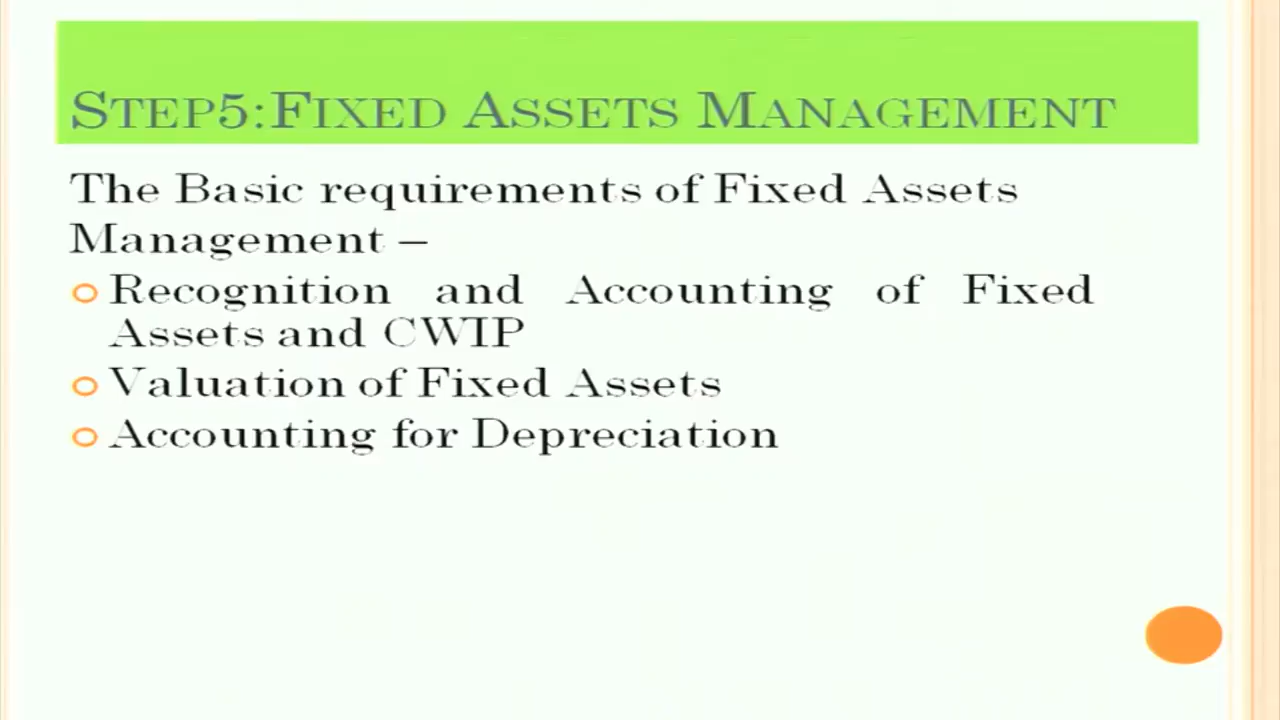 STEP5:FIXED ASSETS MANAGEMENT
The Basic requirements of Fixed Assets
Management –
Recognition and Accounting of Fixed
Assets and CWIP
Valuation of Fixed Assets
Accounting for Depreciation